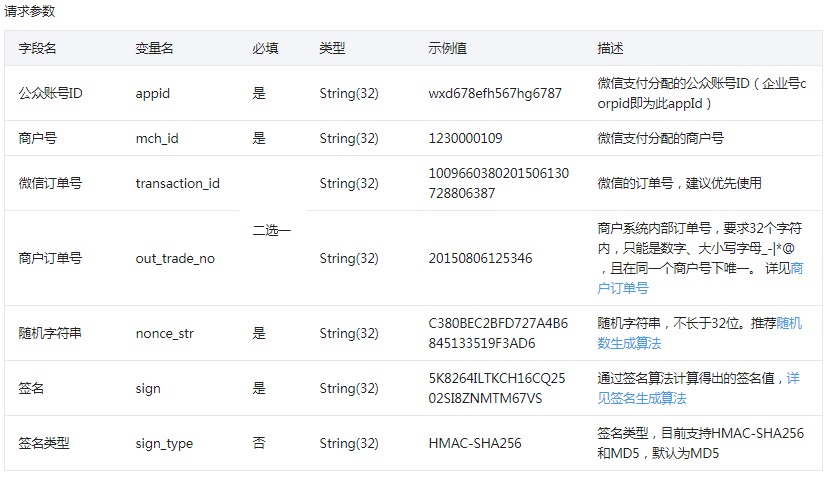 请求参数
字段名 变量名 必填 类型 示例值 描述
公众账号ID appid 是 String(32) wxd678efh567hg6787 微信支付分配的公众账号ID（企业号c
orpid即为此appId）
商户号 mch_id 是 String(32) 1230000109 微信支付分配的商户号
微信订单号 transaction_id 二选一 String(32) 1009660380201506130
728806387 微信的订单号，建议优先使用
商户订单号 out_trade_no String(32) 20150806125346 商户系统内部订单号，要求32个字符
内，只能是数字、大小写字母_-|*@
，且在同一个商户号下唯一。 详见商
户订单号
随机字符串 nonce_str 是 String(32) C380BEC2BFD727A4B6
845133519F3AD6 随机字符串，不长于32位。推荐随机
数生成算法
签名 sign 是 String(32) 5K8264ILTKCH16CQ25
02SI8ZNMTM67VS 通过签名算法计算得出的签名值，详
见签名生成算法
签名类型 sign_type 否 String(32) HMAC-SHA256 签名类型，目前支持HMAC-SHA256
和MD5，默认为MD5